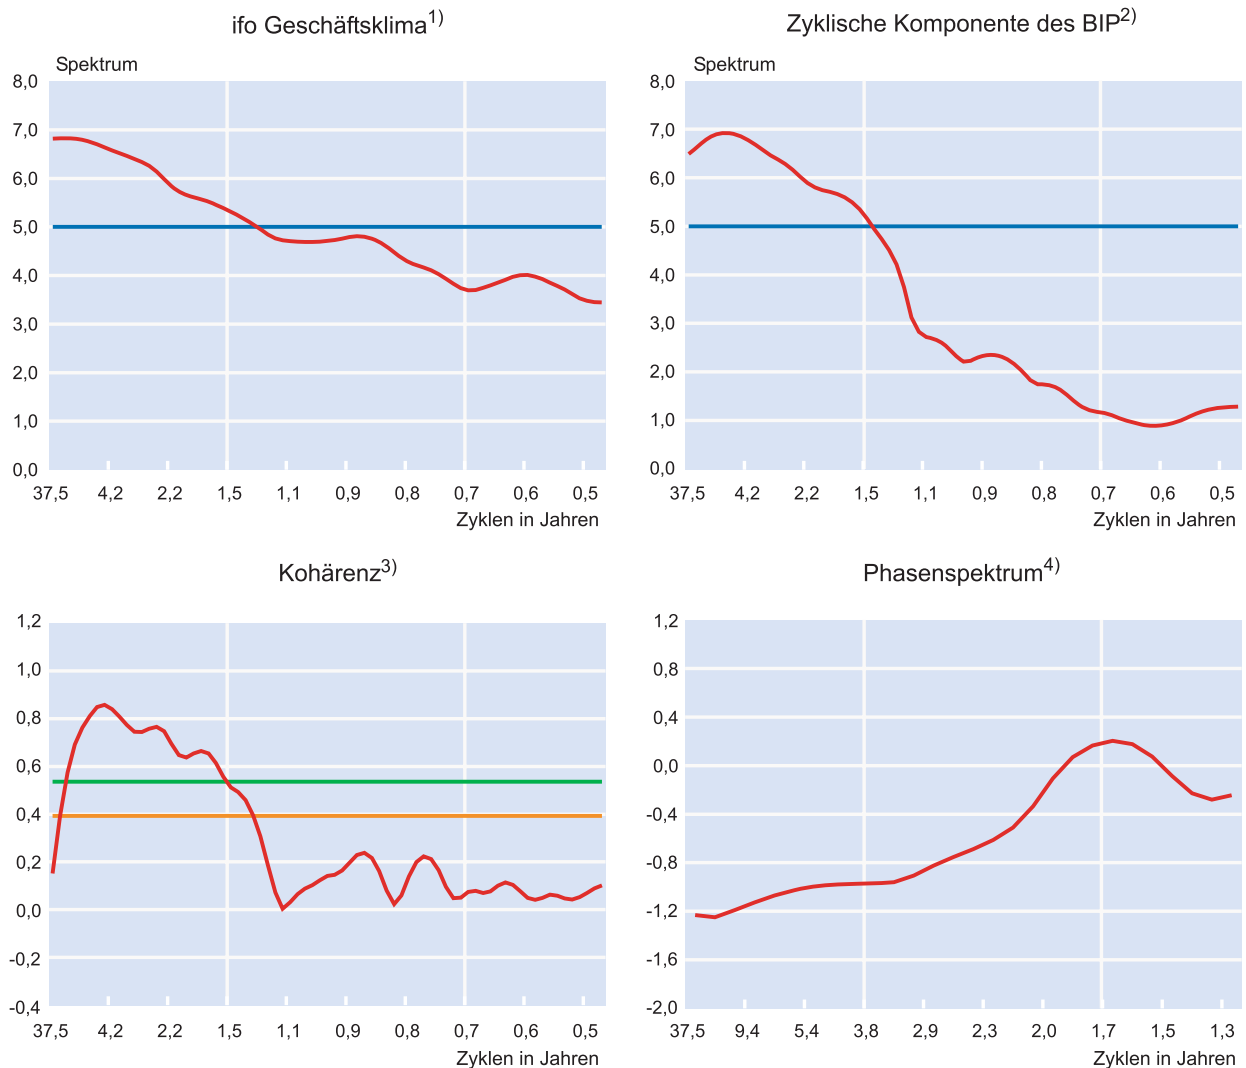 ifo Geschäftsklima1)
Spektrum
8,0
7,0
6,0
5,0
4,0
3,0
2,0
1,0
0,0
37,5 4,2 2,2 1,5 1,1 0,9 0,8 0,7 0,6 0,5
Zyklen in Jahren
Zyklische Komponente des BIP2)
Spektrum
8,0
7,0
6,0
5,0
4,0
3,0
2,0
1,0
0,0
37,5 4,2 2,2 1,5 1,1 0,9 0,8 0,7 0,6 0,5
Zyklen in Jahren
Kohärenz3)
1,2
1,0
0,8
0,6
0,4
0,2
0,0
-0,2
-0,4
37,5 4,2 2,2 1,5 1,1 0,9 0,8 0,7 0,6 0,5
Zyklen in Jahren
Phasenspektrum4)
1,2
0,8
0,4
0,0
-0,4
-0,8
-1,2
-1,6
-2,0
37,5 9,4 5,4 3,8 2,9 2,3 2,0 1,7 1,5 1,3
Zyklen in Jahren